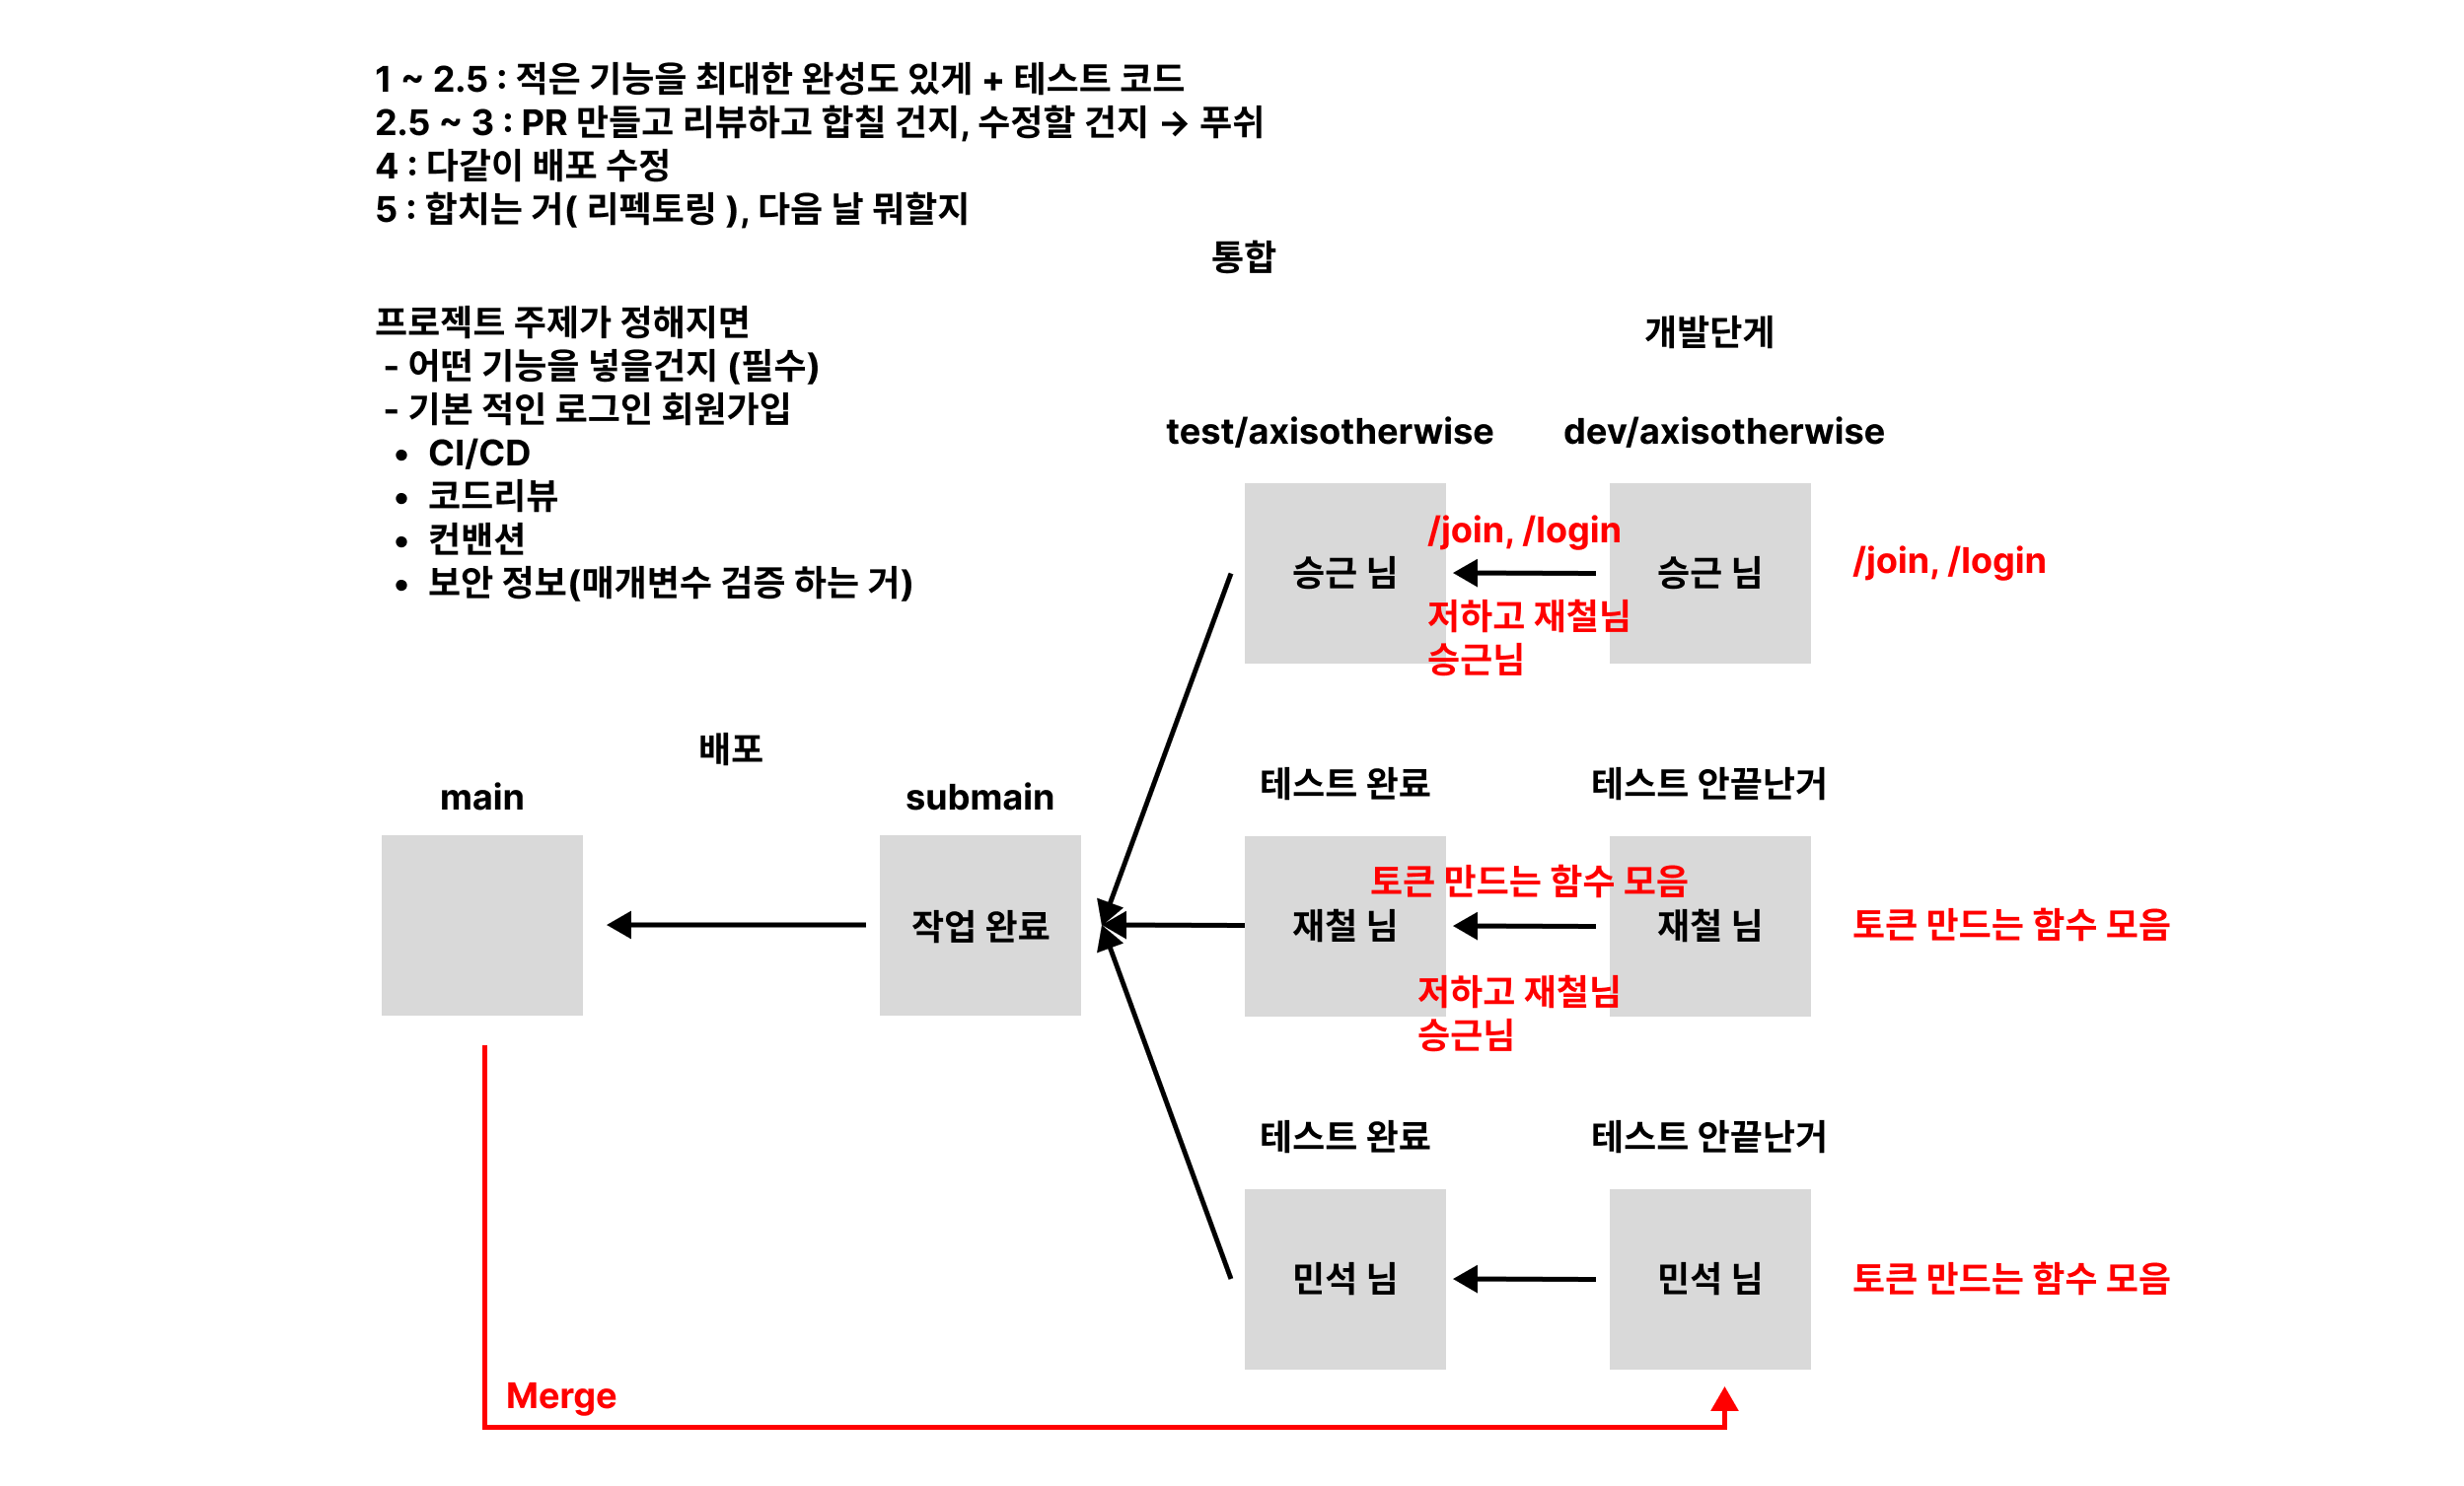 1 ~ 2.5 : 작은 기능을 최대한 완성도 있게 + 테스트 코드
2.5 ~ 3 : PR만들고 리뷰하고 합칠 거지, 수정할 거지 → 부쉬
4 : 다같이 배포 수정
5 : 합치는 거( 리펙토링 ), 다음 날 뭐할지
프로젝트 주제가 정해지면
- 어떤 기능을 넣을거지 (필수)
- 기본 적인 로그인 회원가입
• CI/CD
• 코드리뷰
• 컨밴션
• 보안정보(매개변수 검증 하는 거)
통합
개발단계
test/axisotherwise
dev/axisotherwise
승근 님
/join, /login
저하고 재철님
승근님
승근 님
/join, /login
배포
main
submain
작업 완료
테스트 완료
테스트 안끝난거
재철 님
토큰 만드는 함수 모음
저하고 재철님
승근님
재철 님
토큰 만드는 함수 모음
테스트 완료
테스트 안끝난거
민석 님
민석 님
토큰 만드는 함수 모음
Merge